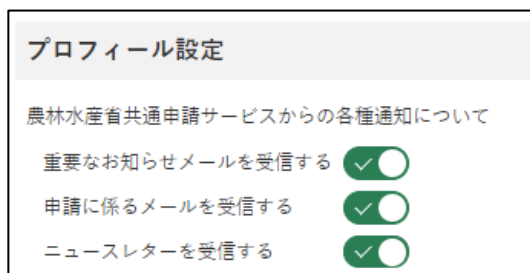 プロフィール設定
農林水産省共通申請サービスからの各種通知について
重要なお知らせメールを受信する
申請に係るメールを受信する
ニュースレターを受信する